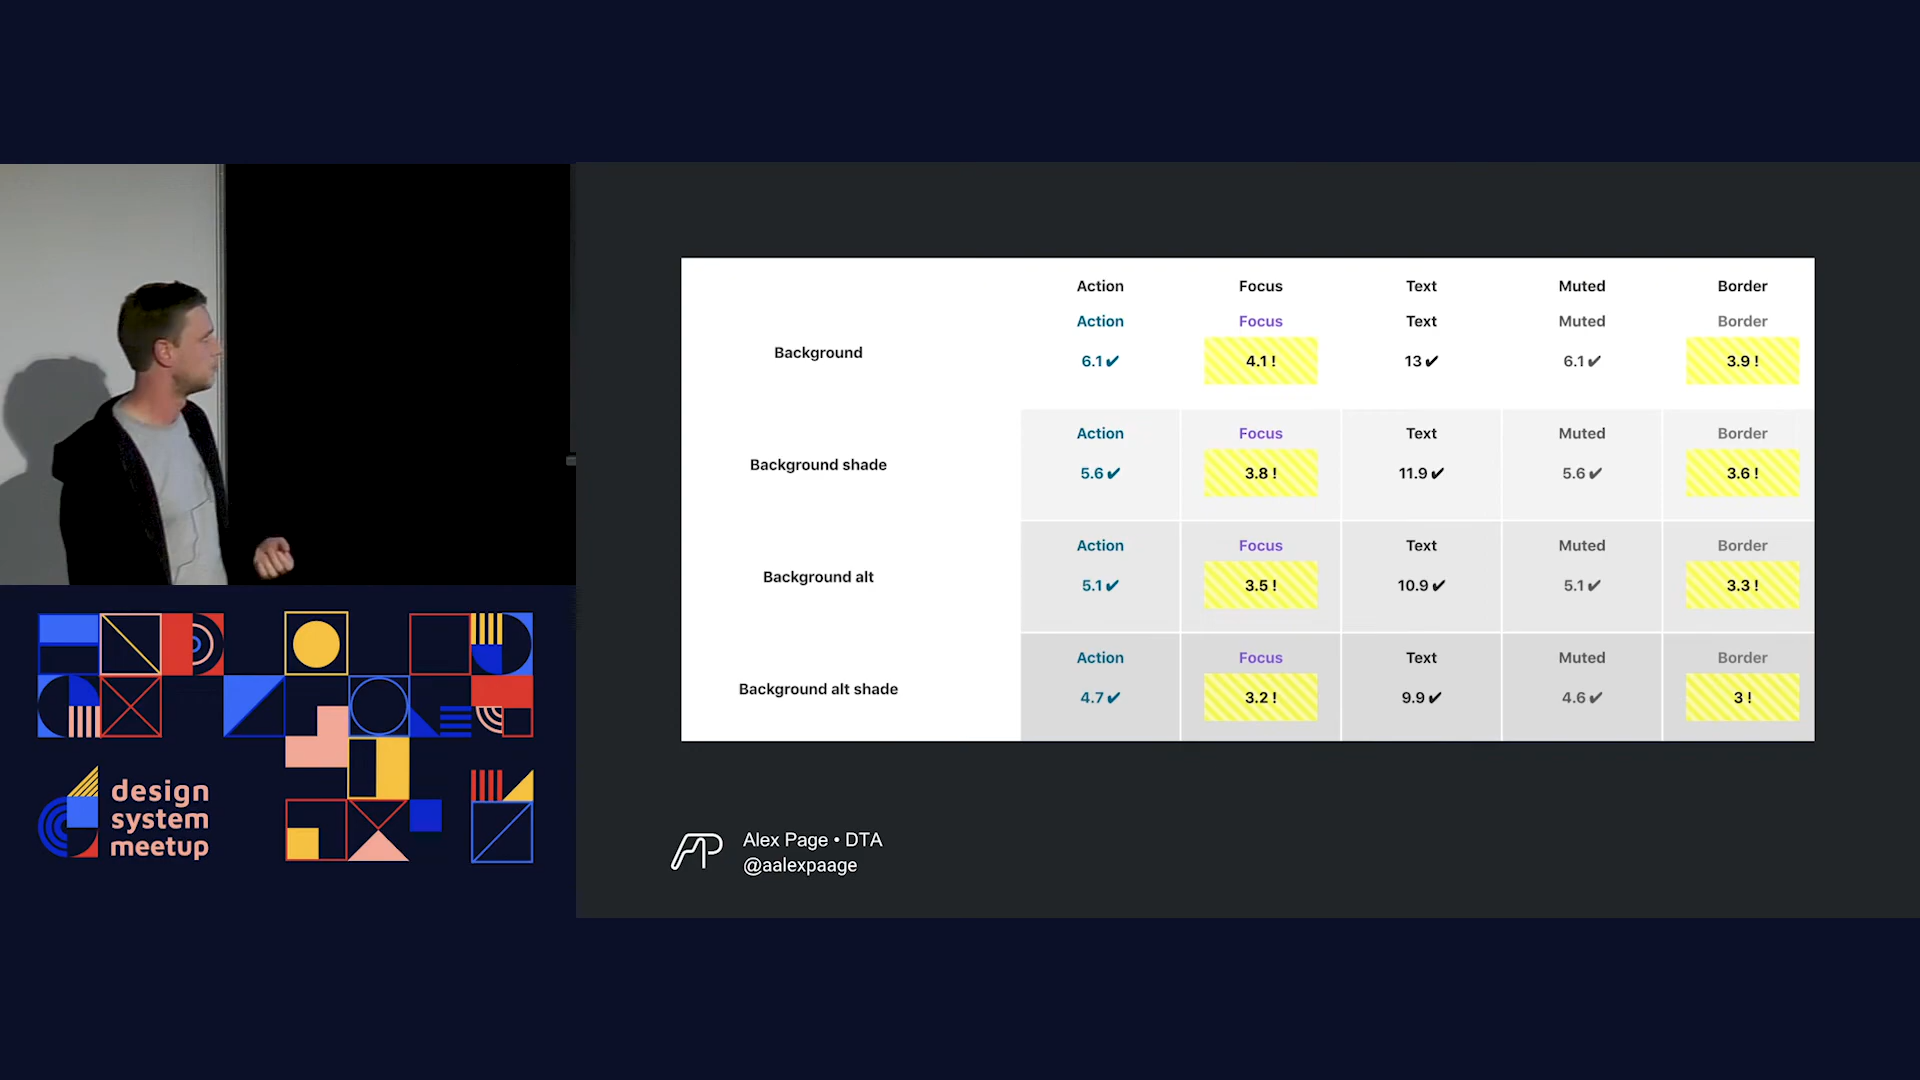 Action Focus Text Muted Border
Background
Action Focus Text Muted Border
6.1 ✔ 4.1 ! 13 ✔ 6.1 ✔ 3.9 !
Background shade
Action Focus Text Muted Border
5.6 ✔ 3.8 ! 11.9 ✔ 5.6 ✔ 3.6 !
Background alt
Action Focus Text Muted Border
5.1 ✔ 3.5 ! 10.9 ✔ 5.1 ✔ 3.3 !
Background alt shade
Action Focus Text Muted Border
4.7 ✔ 3.2 ! 9.9 ✔ 4.6 ✔ 3 !
design
system
meetup
AP
Alex Page • DTA
@aalexpaage